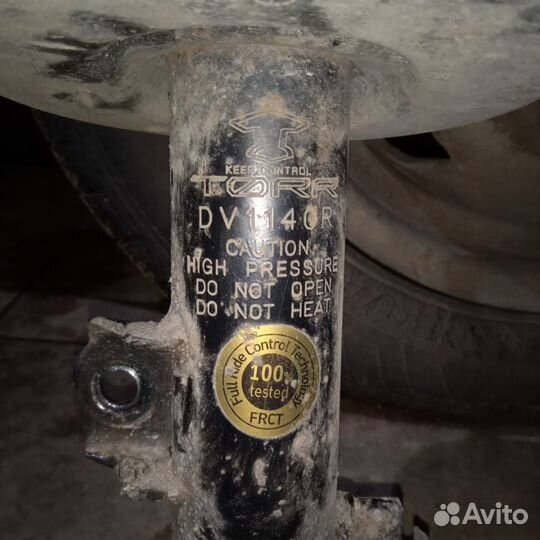 KEEP CONTROL
TORR
DV1140R
CAUTION
HIGH PRESSURE
DO NOT OPEN
DO NOT HEAT
Full Ride Control Technology
100%
tested
FRCT
Avito